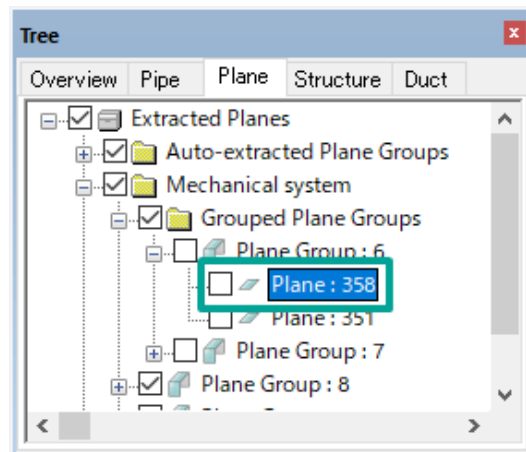 Tree
x
Overview Pipe Plane Structure Duct
Extracted Planes
Auto-extracted Plane Groups
Mechanical system
Grouped Plane Groups
Plane Group : 6
Plane : 358
Plane : 351
Plane Group : 7
Plane Group : 8